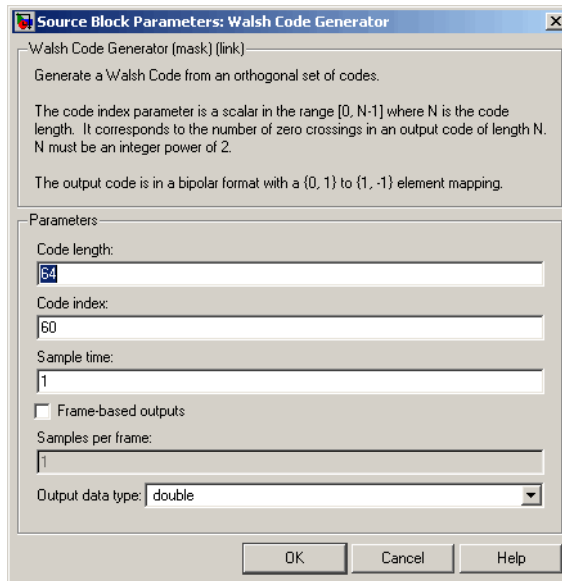 Source Block Parameters: Walsh Code Generator
Walsh Code Generator (mask) (link)
Generate a Walsh Code from an orthogonal set of codes.
The code index parameter is a scalar in the range [0, N-1] where N is the code
length. It corresponds to the number of zero crossings in an output code of length N.
N must be an integer power of 2.
The output code is in a bipolar format with a {0, 1} to {1, -1} element mapping.
Parameters
Code length:
64
Code index:
60
Sample time:
1
Frame-based outputs
Samples per frame:
1
Output data type: double
OK Cancel Help